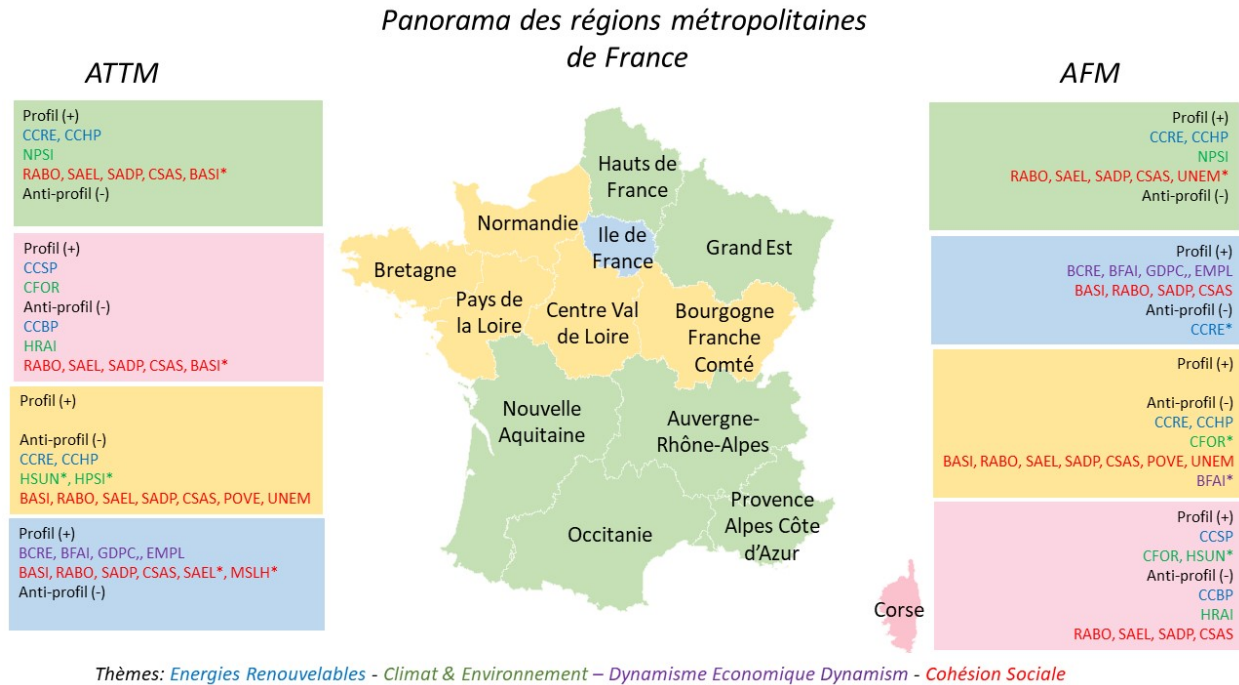 Panorama des régions métropolitaines
de France
ATTM
Profil (+)
CCRE, CCHP
NPSI
RABO, SAEL, SADP, CSAS, BASI*
Anti-profil (-)
Profil (+)
CCSP
CFOR
Anti-profil (-)
CCBP
HRAI
RABO, SAEL, SADP, CSAS, BASI*
Profil (+)
Anti-profil (-)
CCRE, CCHP
HSUN*, HPSI*
BASI, RABO, SAEL, SADP, CSAS, POVE, UNEM
Profil (+)
BCRE, BFAI, GDPC,, EMPL
BASI, RABO, SADP, CSAS, SAEL*, MSLH*
Anti-profil (-)
Hauts de
France
Normandie
Ile de
France
Grand Est
Bretagne
Pays de
la Loire
Centre Val
de Loire
Bourgogne
Franche
Comté
Nouvelle
Aquitaine
Auvergne-
Rhône-Alpes
Occitanie
Provence
Alpes Côte
d'Azur
Corse
AFM
Profil (+)
CCRE, CCHP
NPSI
RABO, SAEL, SADP, CSAS, UNEM*
Anti-profil (-)
Profil (+)
BCRE, BFAI, GDPC,, EMPL
BASI, RABO, SADP, CSAS
Anti-profil (-)
CCRE*
Profil (+)
Anti-profil (-)
CCRE, CCHP
CFOR*
BASI, RABO, SAEL, SADP, CSAS, POVE, UNEM
BFAI*
Profil (+)
CCSP
CFOR, HSUN*
Anti-profil (-)
CCBP
HRAI
RABO, SAEL, SADP, CSAS
Thèmes: Energies Renouvelables - Climat & Environnement – Dynamisme Economique Dynamism - Cohésion Sociale